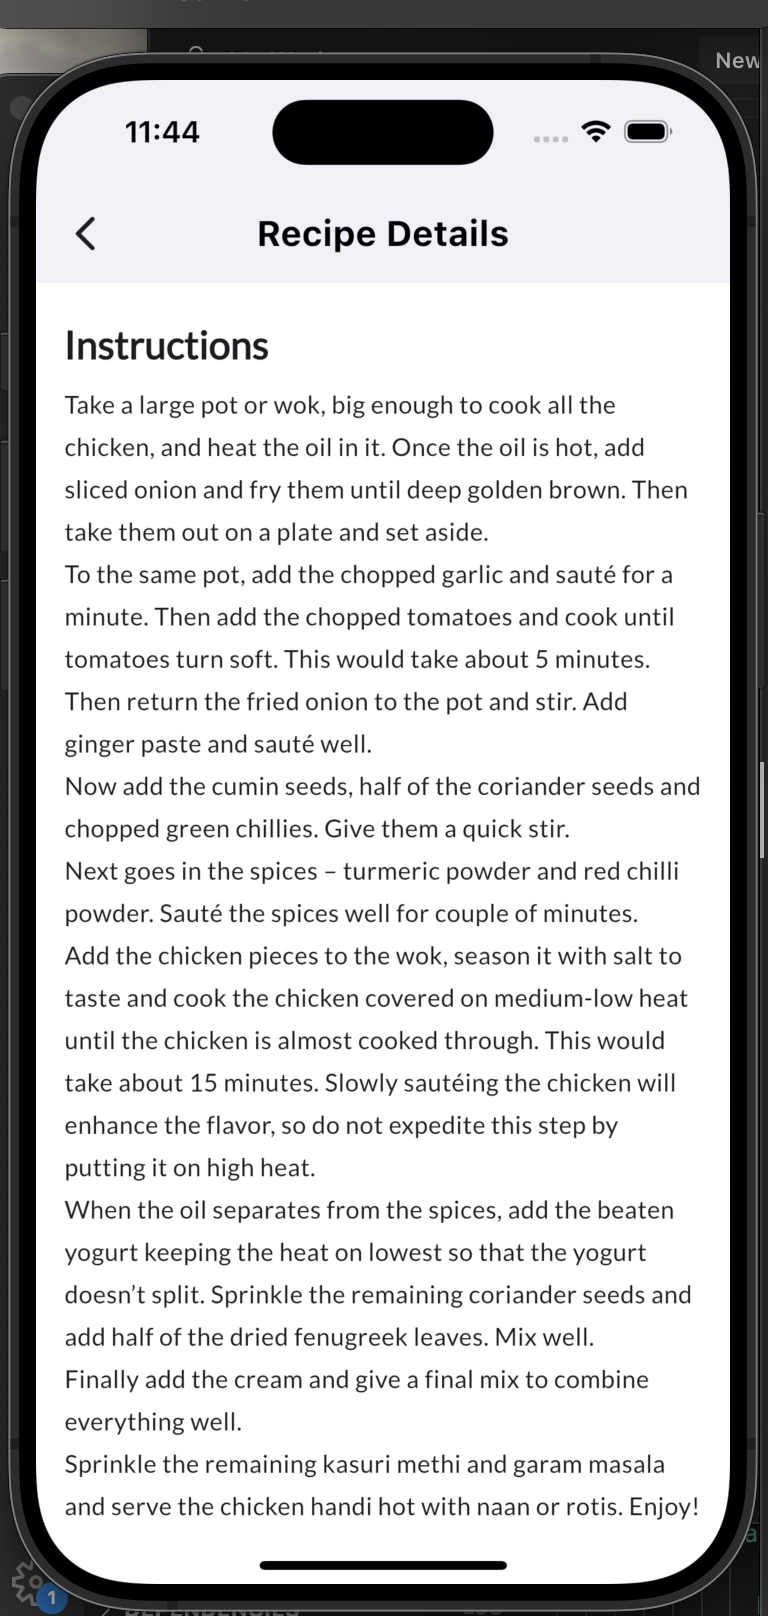 New
11:44
Recipe Details
Instructions
Take a large pot or wok, big enough to cook all the
chicken, and heat the oil in it. Once the oil is hot, add
sliced onion and fry them until deep golden brown. Then
take them out on a plate and set aside.
To the same pot, add the chopped garlic and sauté for a
minute. Then add the chopped tomatoes and cook until
tomatoes turn soft. This would take about 5 minutes.
Then return the fried onion to the pot and stir. Add
ginger paste and sauté well.
Now add the cumin seeds, half of the coriander seeds and
chopped green chillies. Give them a quick stir.
Next goes in the spices – turmeric powder and red chilli
powder. Sauté the spices well for couple of minutes.
Add the chicken pieces to the wok, season it with salt to
taste and cook the chicken covered on medium-low heat
until the chicken is almost cooked through. This would
take about 15 minutes. Slowly sautéing the chicken will
enhance the flavor, so do not expedite this step by
putting it on high heat.
When the oil separates from the spices, add the beaten
yogurt keeping the heat on lowest so that the yogurt
doesn’t split. Sprinkle the remaining coriander seeds and
add half of the dried fenugreek leaves. Mix well.
Finally add the cream and give a final mix to combine
everything well.
Sprinkle the remaining kasuri methi and garam masala
and serve the chicken handi hot with naan or rotis. Enjoy!
1
DEPENDENCIES